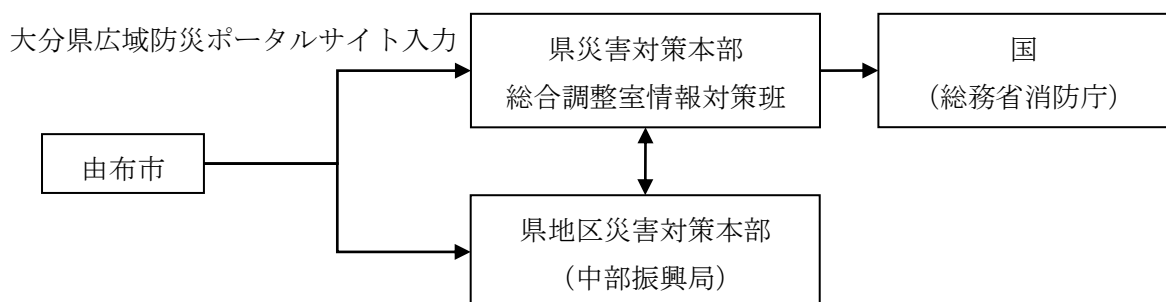 大分県広域防災ポータルサイト入力
県災害対策本部
総合調整室情報対策班
国
（総務省消防庁）
由布市
県地区災害対策本部
（中部振興局）